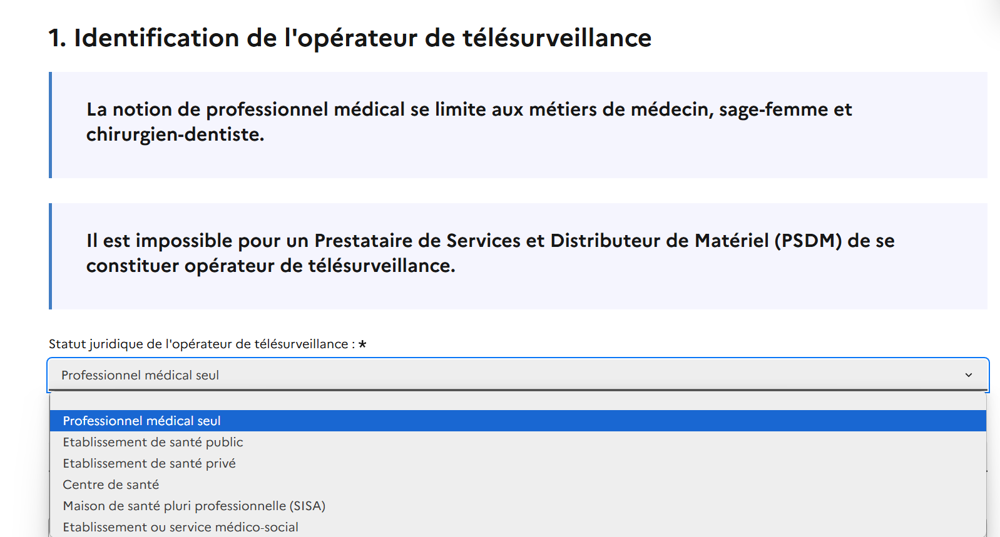 1. Identification de l'opérateur de télésurveillance
La notion de professionnel médical se limite aux métiers de médecin, sage-femme et
chirurgien-dentiste.
Il est impossible pour un Prestataire de Services et Distributeur de Matériel (PSDM) de se
constituer opérateur de télésurveillance.
Statut juridique de l'opérateur de télésurveillance : *
Professionnel médical seul
Professionnel médical seul
Etablissement de santé public
Etablissement de santé privé
Centre de santé
Maison de santé pluri professionnelle (SISA)
Etablissement ou service médico-social